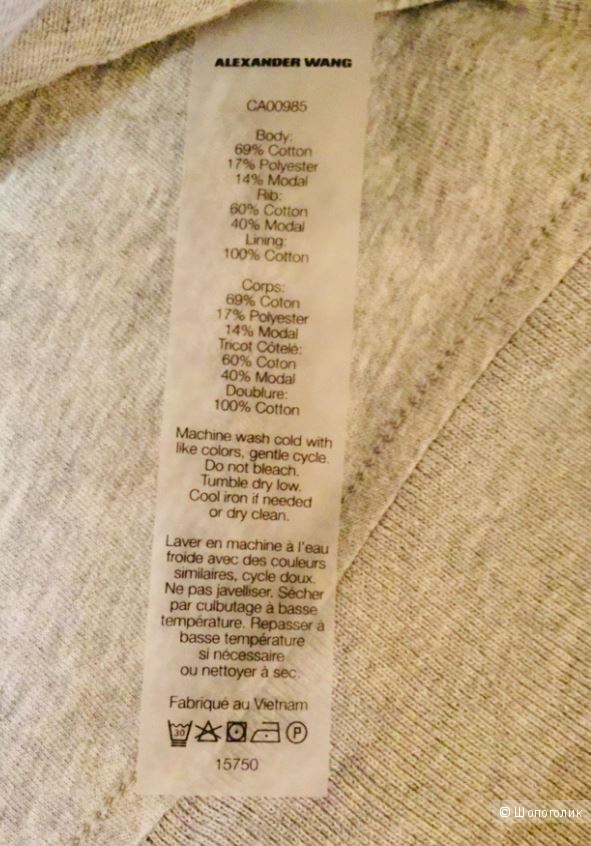 ALEXANDER WANG
CA00985
Body:
69% Cotton
17% Polyester
14% Modal
Rib:
60% Cotton
40% Modal
Lining:
100% Cotton
Corps:
69% Coton
17% Polyester
14% Modal
Tricot Côtelé:
60% Coton
40% Modal
Doublure:
100% Cotton
Machine wash cold with
like colors, gentle cycle.
Do not bleach.
Tumble dry low.
Cool iron if needed
or dry clean.
Laver en machine à l'eau
froide avec des couleurs
similaires, cycle doux.
Ne pas javelliser. Sécher
par culbutage à basse
température. Repasser à
basse température
si nécessaire
ou nettoyer à sec.
Fabriqué au Vietnam
30 P
15750
© Шопоголик